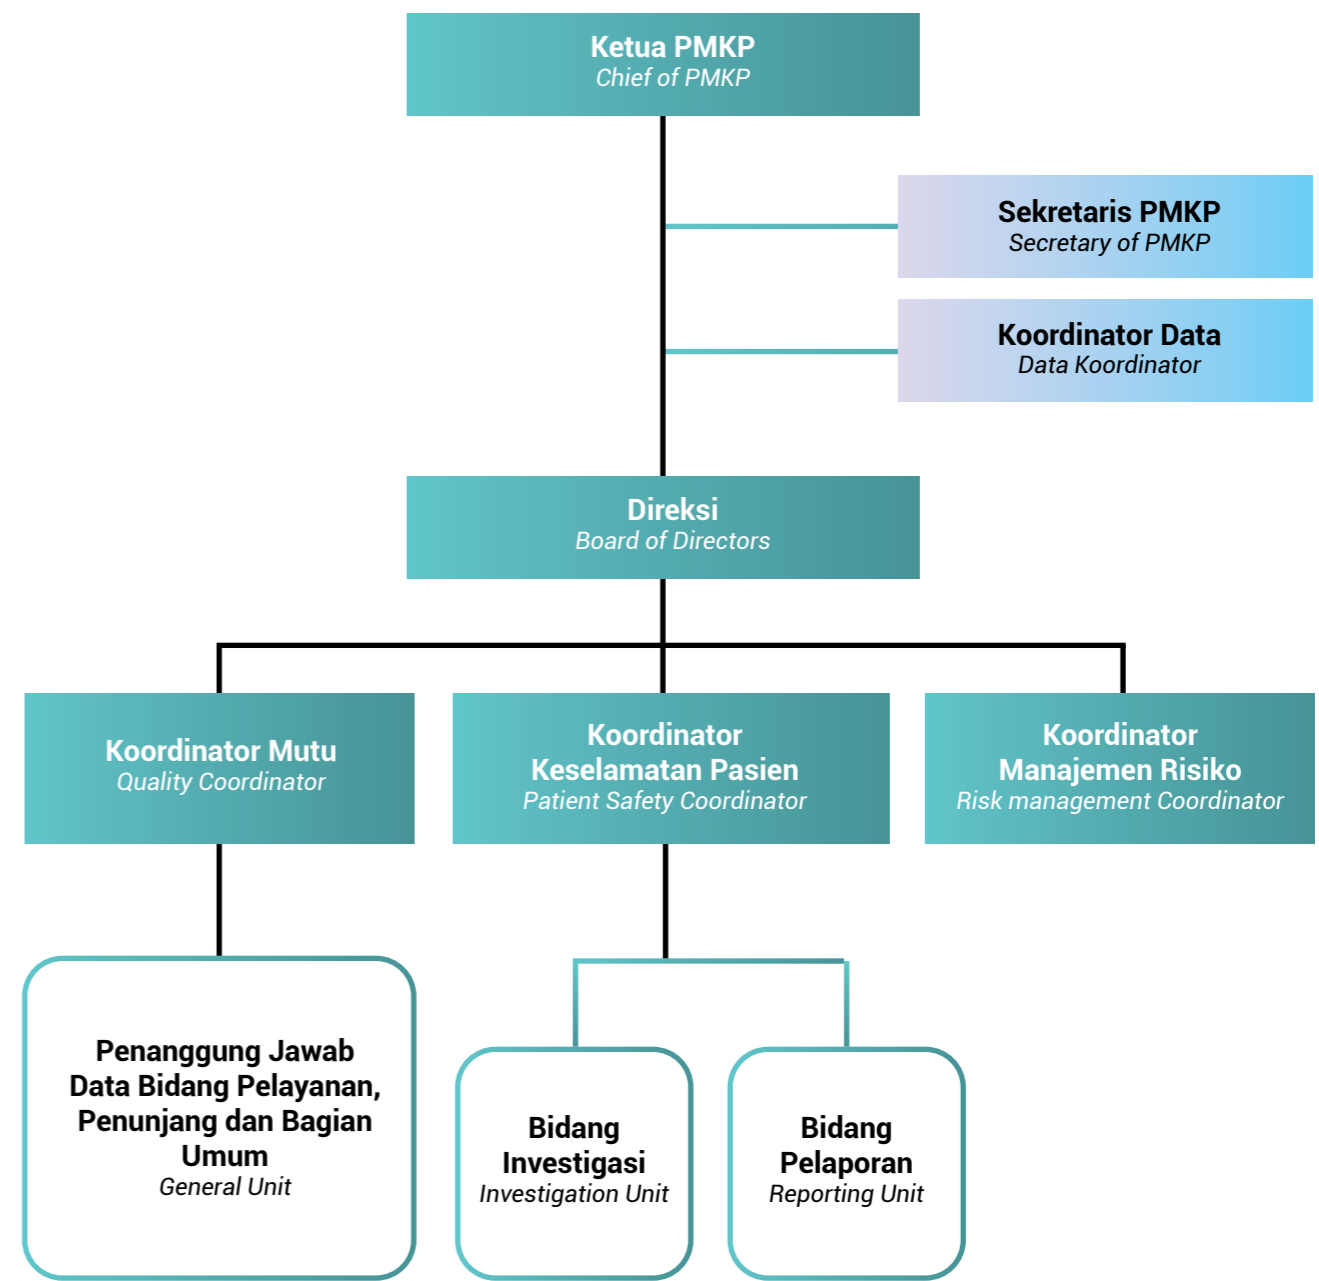 Ketua PMKP
Chief of PMKP
Sekretaris PMKP
Secretary of PMKP
Koordinator Data
Data Koordinator
Direksi
Board of Directors
Koordinator Mutu
Quality Coordinator
Koordinator
Keselamatan Pasien
Patient Safety Coordinator
Koordinator
Manajemen Risiko
Risk management Coordinator
Penanggung Jawab
Data Bidang Pelayanan,
Penunjang dan Bagian
Umum
General Unit
Bidang
Investigasi
Investigation Unit
Bidang
Pelaporan
Reporting Unit